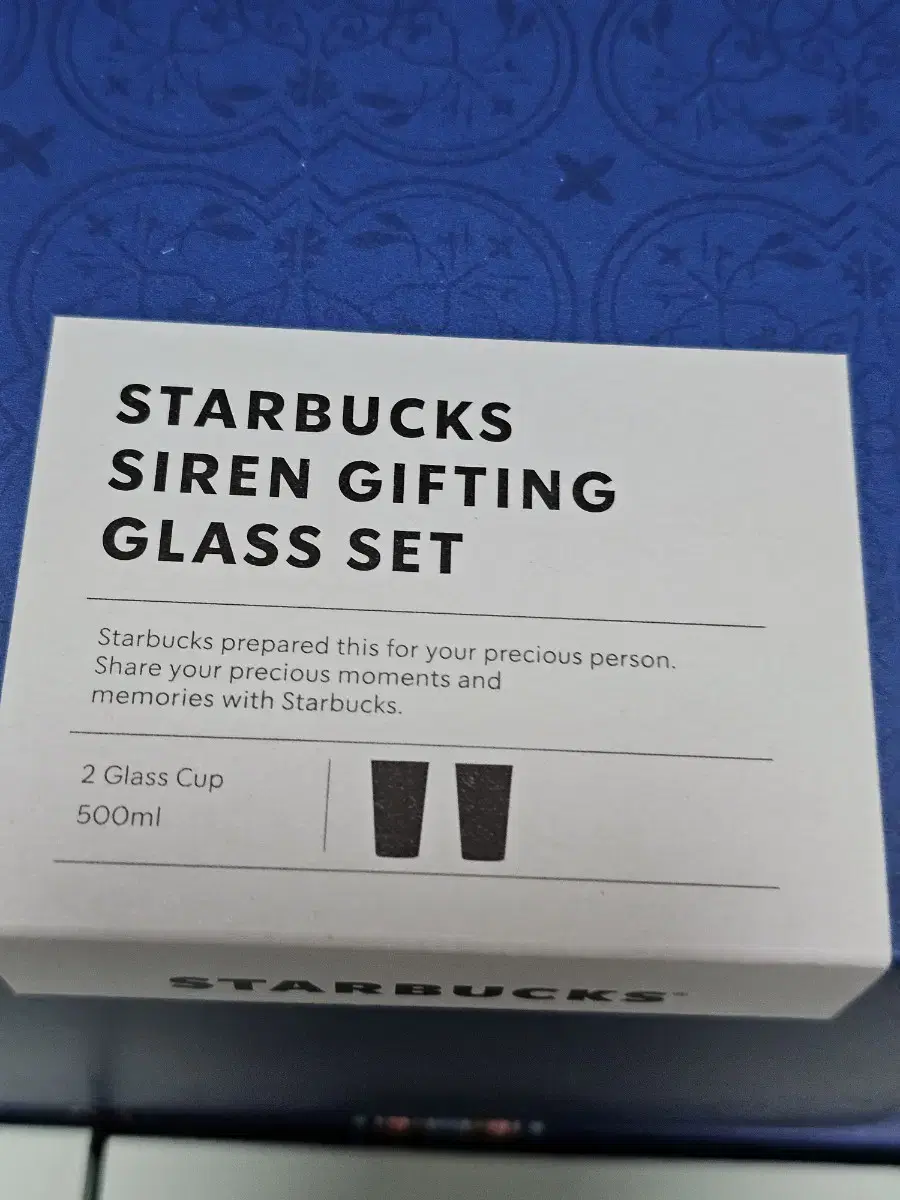 STARBUCKS
SIREN GIFTING
GLASS SET
Starbucks prepared this for your precious person.
Share your precious moments and
memories with Starbucks.
2 Glass Cup
500ml
STARBUCKS™